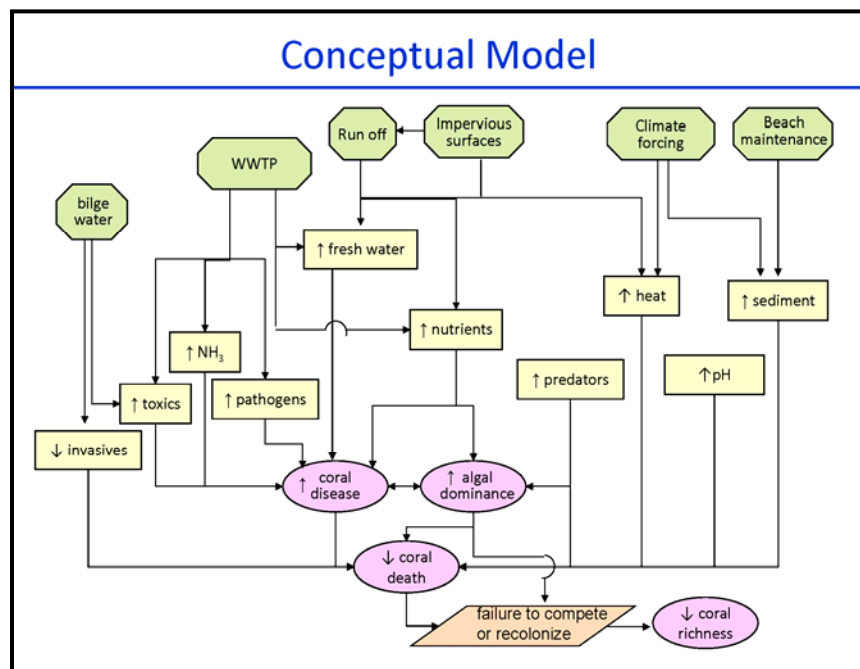 Conceptual Model
Run off
Impervious
surfaces
Climate
forcing
Beach
maintenance
WWTP
bilge
water
↑ fresh water
↑ heat
↑ sediment
↑ nutrients
↑ NH₃
↑ predators
↑pH
↑ toxics
↑ pathogens
↓ invasives
↑ coral
disease
↑ algal
dominance
↓ coral
death
failure to compete
or recolonize
↓ coral
richness